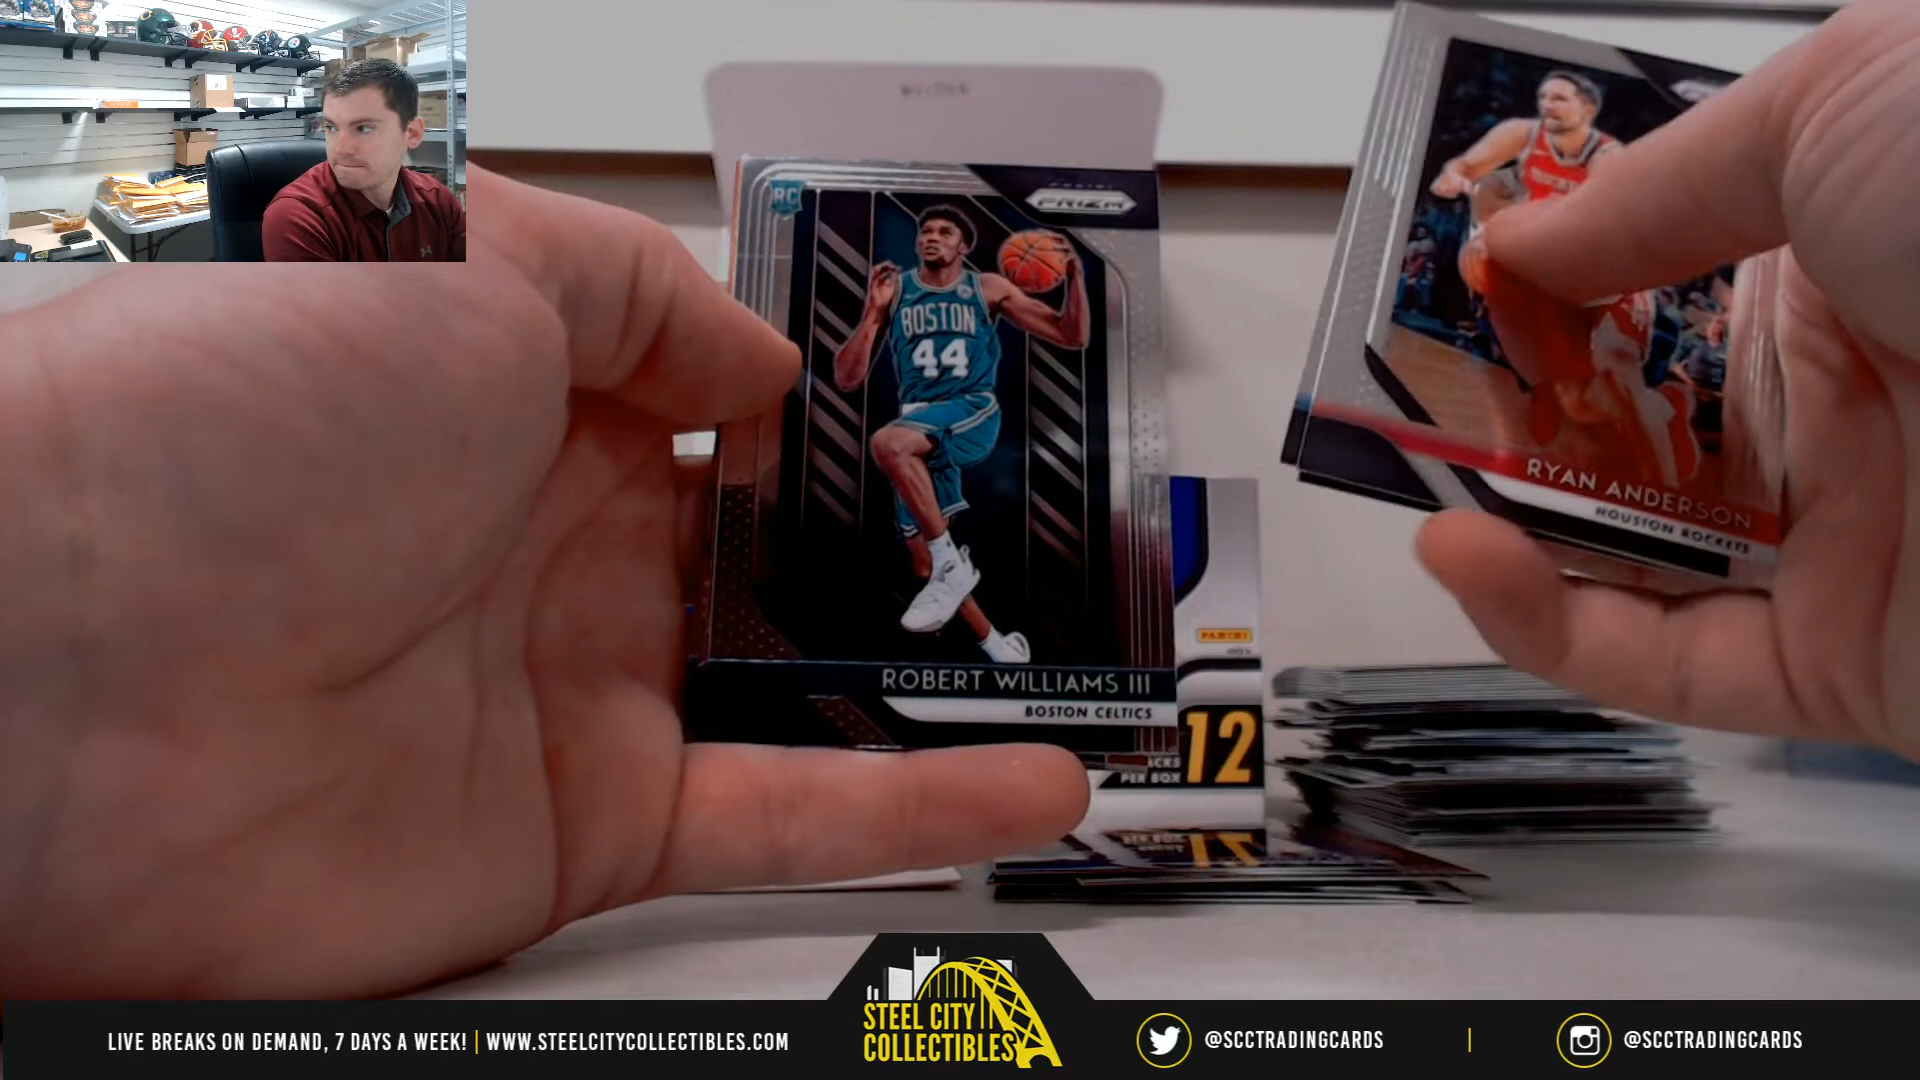 RC
PANINI
PRIZM
BOSTON
44
ROBERT WILLIAMS III
BOSTON CELTICS
RYAN ANDERSON
HOUSTON ROCKETS
PANINI
12
PER BOX
LIVE BREAKS ON DEMAND, 7 DAYS A WEEK! | WWW.STEELCITYCOLLECTIBLES.COM
STEEL CITY
COLLECTIBLES
@SCCTRADINGCARDS | @SCCTRADINGCARDS